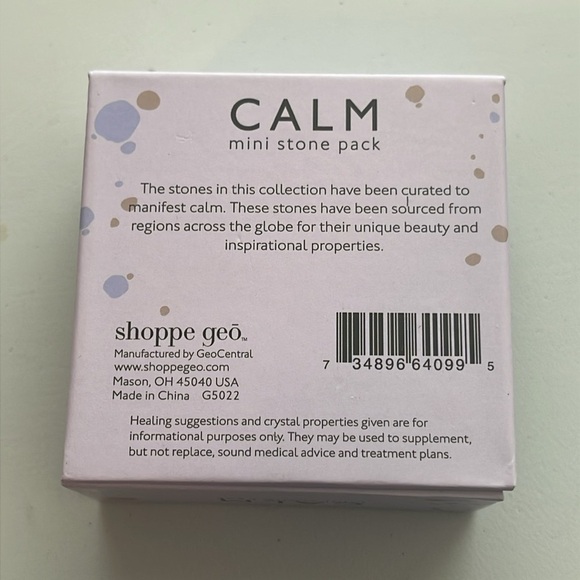 CALM
mini stone pack
The stones in this collection have been curated to
manifest calm. These stones have been sourced from
regions across the globe for their unique beauty and
inspirational properties.
shoppe geō™
Manufactured by GeoCentral
www.shoppegeo.com
Mason, OH 45040 USA
Made in China G5022
7 34896 64099 5
Healing suggestions and crystal properties given are for
informational purposes only. They may be used to supplement,
but not replace, sound medical advice and treatment plans.